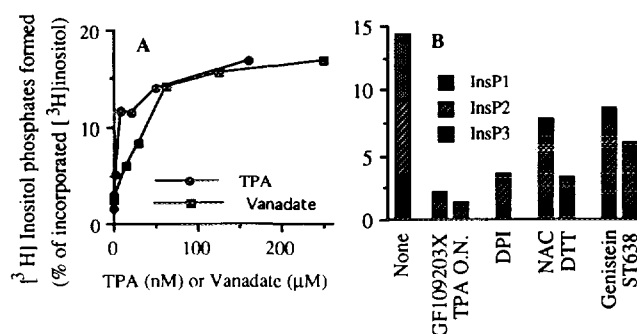 [³H] Inositol phosphates formed
(% of incorporated [³H]inositol)
20
10
0
A
TPA
Vanadate
0
100
200
TPA (nM) or Vanadate (µM)
B
15
10
5
0
InsP1
InsP2
InsP3
None
GF109203X
TPA O.N.
DPI
NAC
DTT
Genistein
ST638